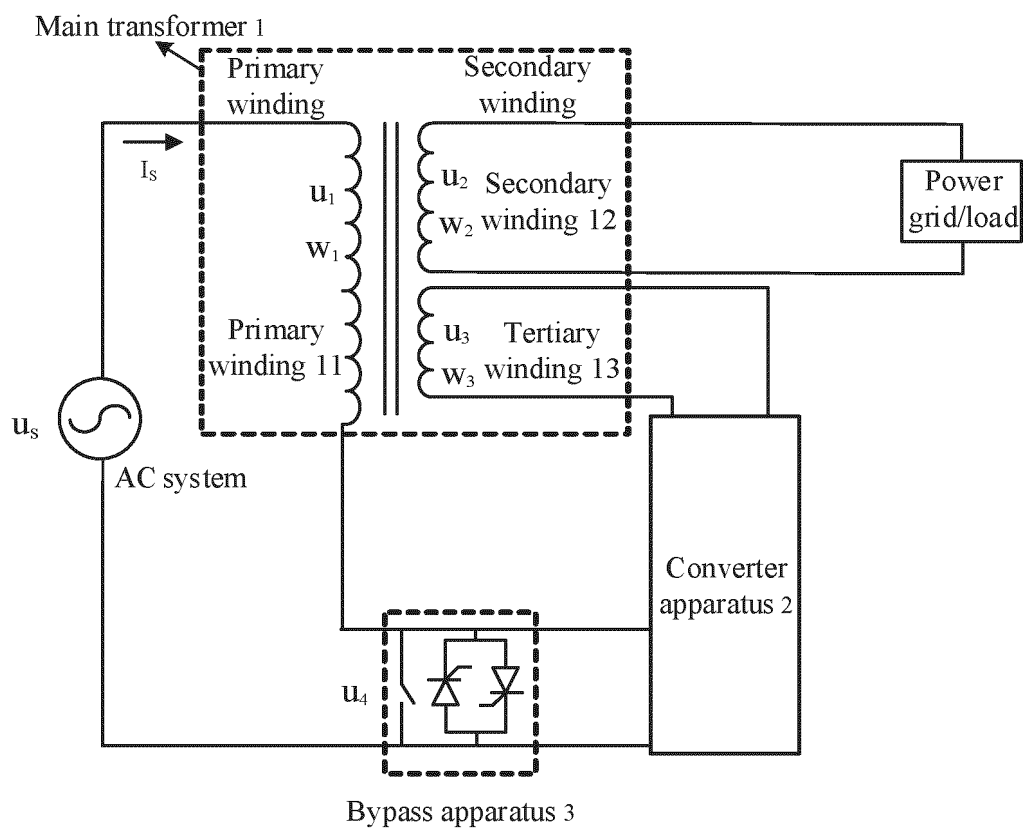 Main transformer 1
Primary
winding
Secondary
winding
Is
u1
w1
u2
w2
Secondary
winding 12
Power
grid/load
Primary
winding 11
u3
w3
Tertiary
winding 13
us
AC system
Converter
apparatus 2
u4
Bypass apparatus 3